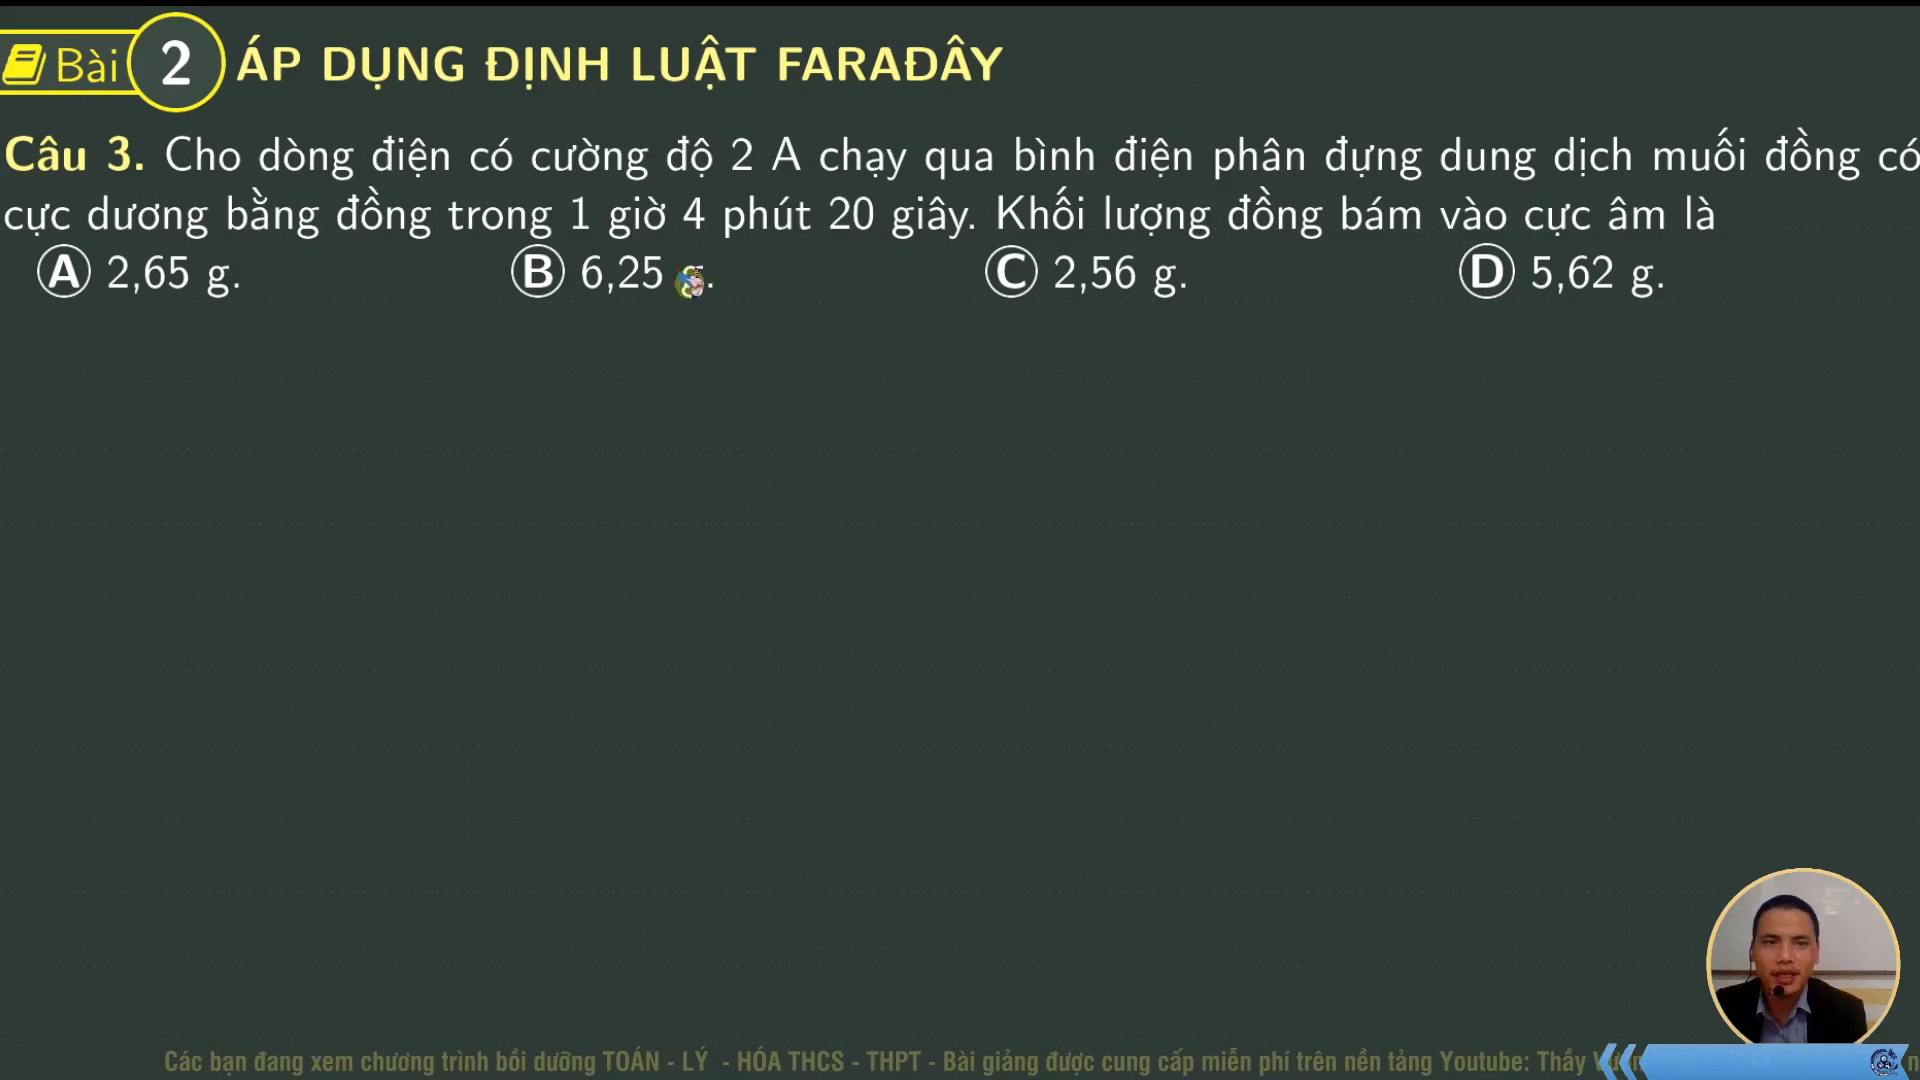 Bài 2 ÁP DỤNG ĐỊNH LUẬT FARAĐÂY
Câu 3. Cho dòng điện có cường độ 2 A chạy qua bình điện phân đựng dung dịch muối đồng có
cực dương bằng đồng trong 1 giờ 4 phút 20 giây. Khối lượng đồng bám vào cực âm là
A 2,65 g. B 6,25 g. C 2,56 g. D 5,62 g.
Các bạn đang xem chương trình bồi dưỡng TOÁN - LÝ - HÓA THCS - THPT - Bài giảng được cung cấp miễn phí trên nền tảng Youtube: Thầy